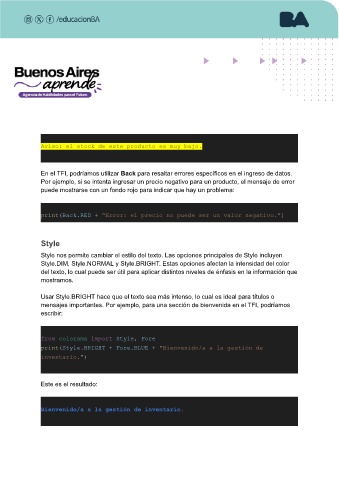 /educacionBA
BA
Buenos Aires
aprende
Agencia de Habilidades para el Futuro
Aviso: el stock de este producto es muy bajo.
En el TFI, podríamos utilizar Back para resaltar errores específicos en el ingreso de datos.
Por ejemplo, si se intenta ingresar un precio negativo para un producto, el mensaje de error
puede mostrarse con un fondo rojo para indicar que hay un problema:
print(Back.RED + "Error: el precio no puede ser un valor negativo.")
Style
Style nos permite cambiar el estilo del texto. Las opciones principales de Style incluyen
Style.DIM, Style.NORMAL y Style.BRIGHT. Estas opciones afectan la intensidad del color
del texto, lo cual puede ser útil para aplicar distintos niveles de énfasis en la información que
mostramos.
Usar Style.BRIGHT hace que el texto sea más intenso, lo cual es ideal para títulos o
mensajes importantes. Por ejemplo, para una sección de bienvenida en el TFI, podríamos
escribir:
from colorama import Style, Fore
print(Style.BRIGHT + Fore.BLUE + "Bienvenido/a a la gestión de
inventario.")
Este es el resultado:
Bienvenido/a a la gestión de inventario.